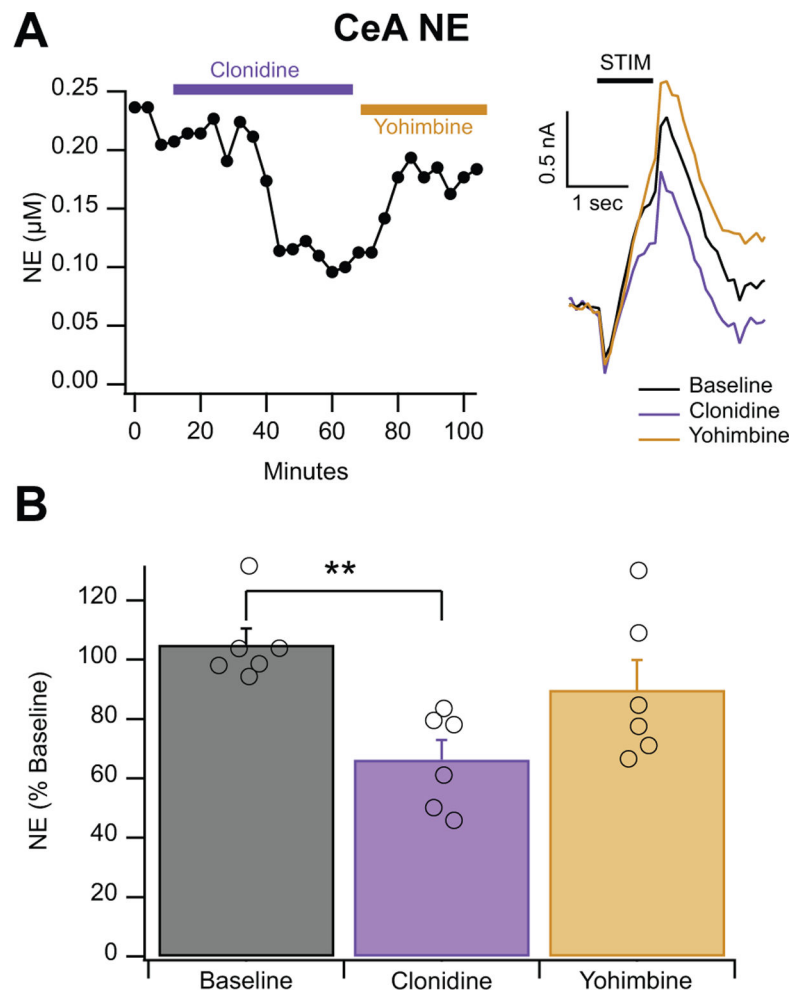 A
CeA NE
Clonidine
Yohimbine
0.25
0.20
0.15
0.10
0.05
0.00
NE (µM)
0 20 40 60 80 100
Minutes
STIM
0.5 nA
1 sec
Baseline
Clonidine
Yohimbine
B
**
120
100
80
60
40
20
0
NE (% Baseline)
Baseline Clonidine Yohimbine